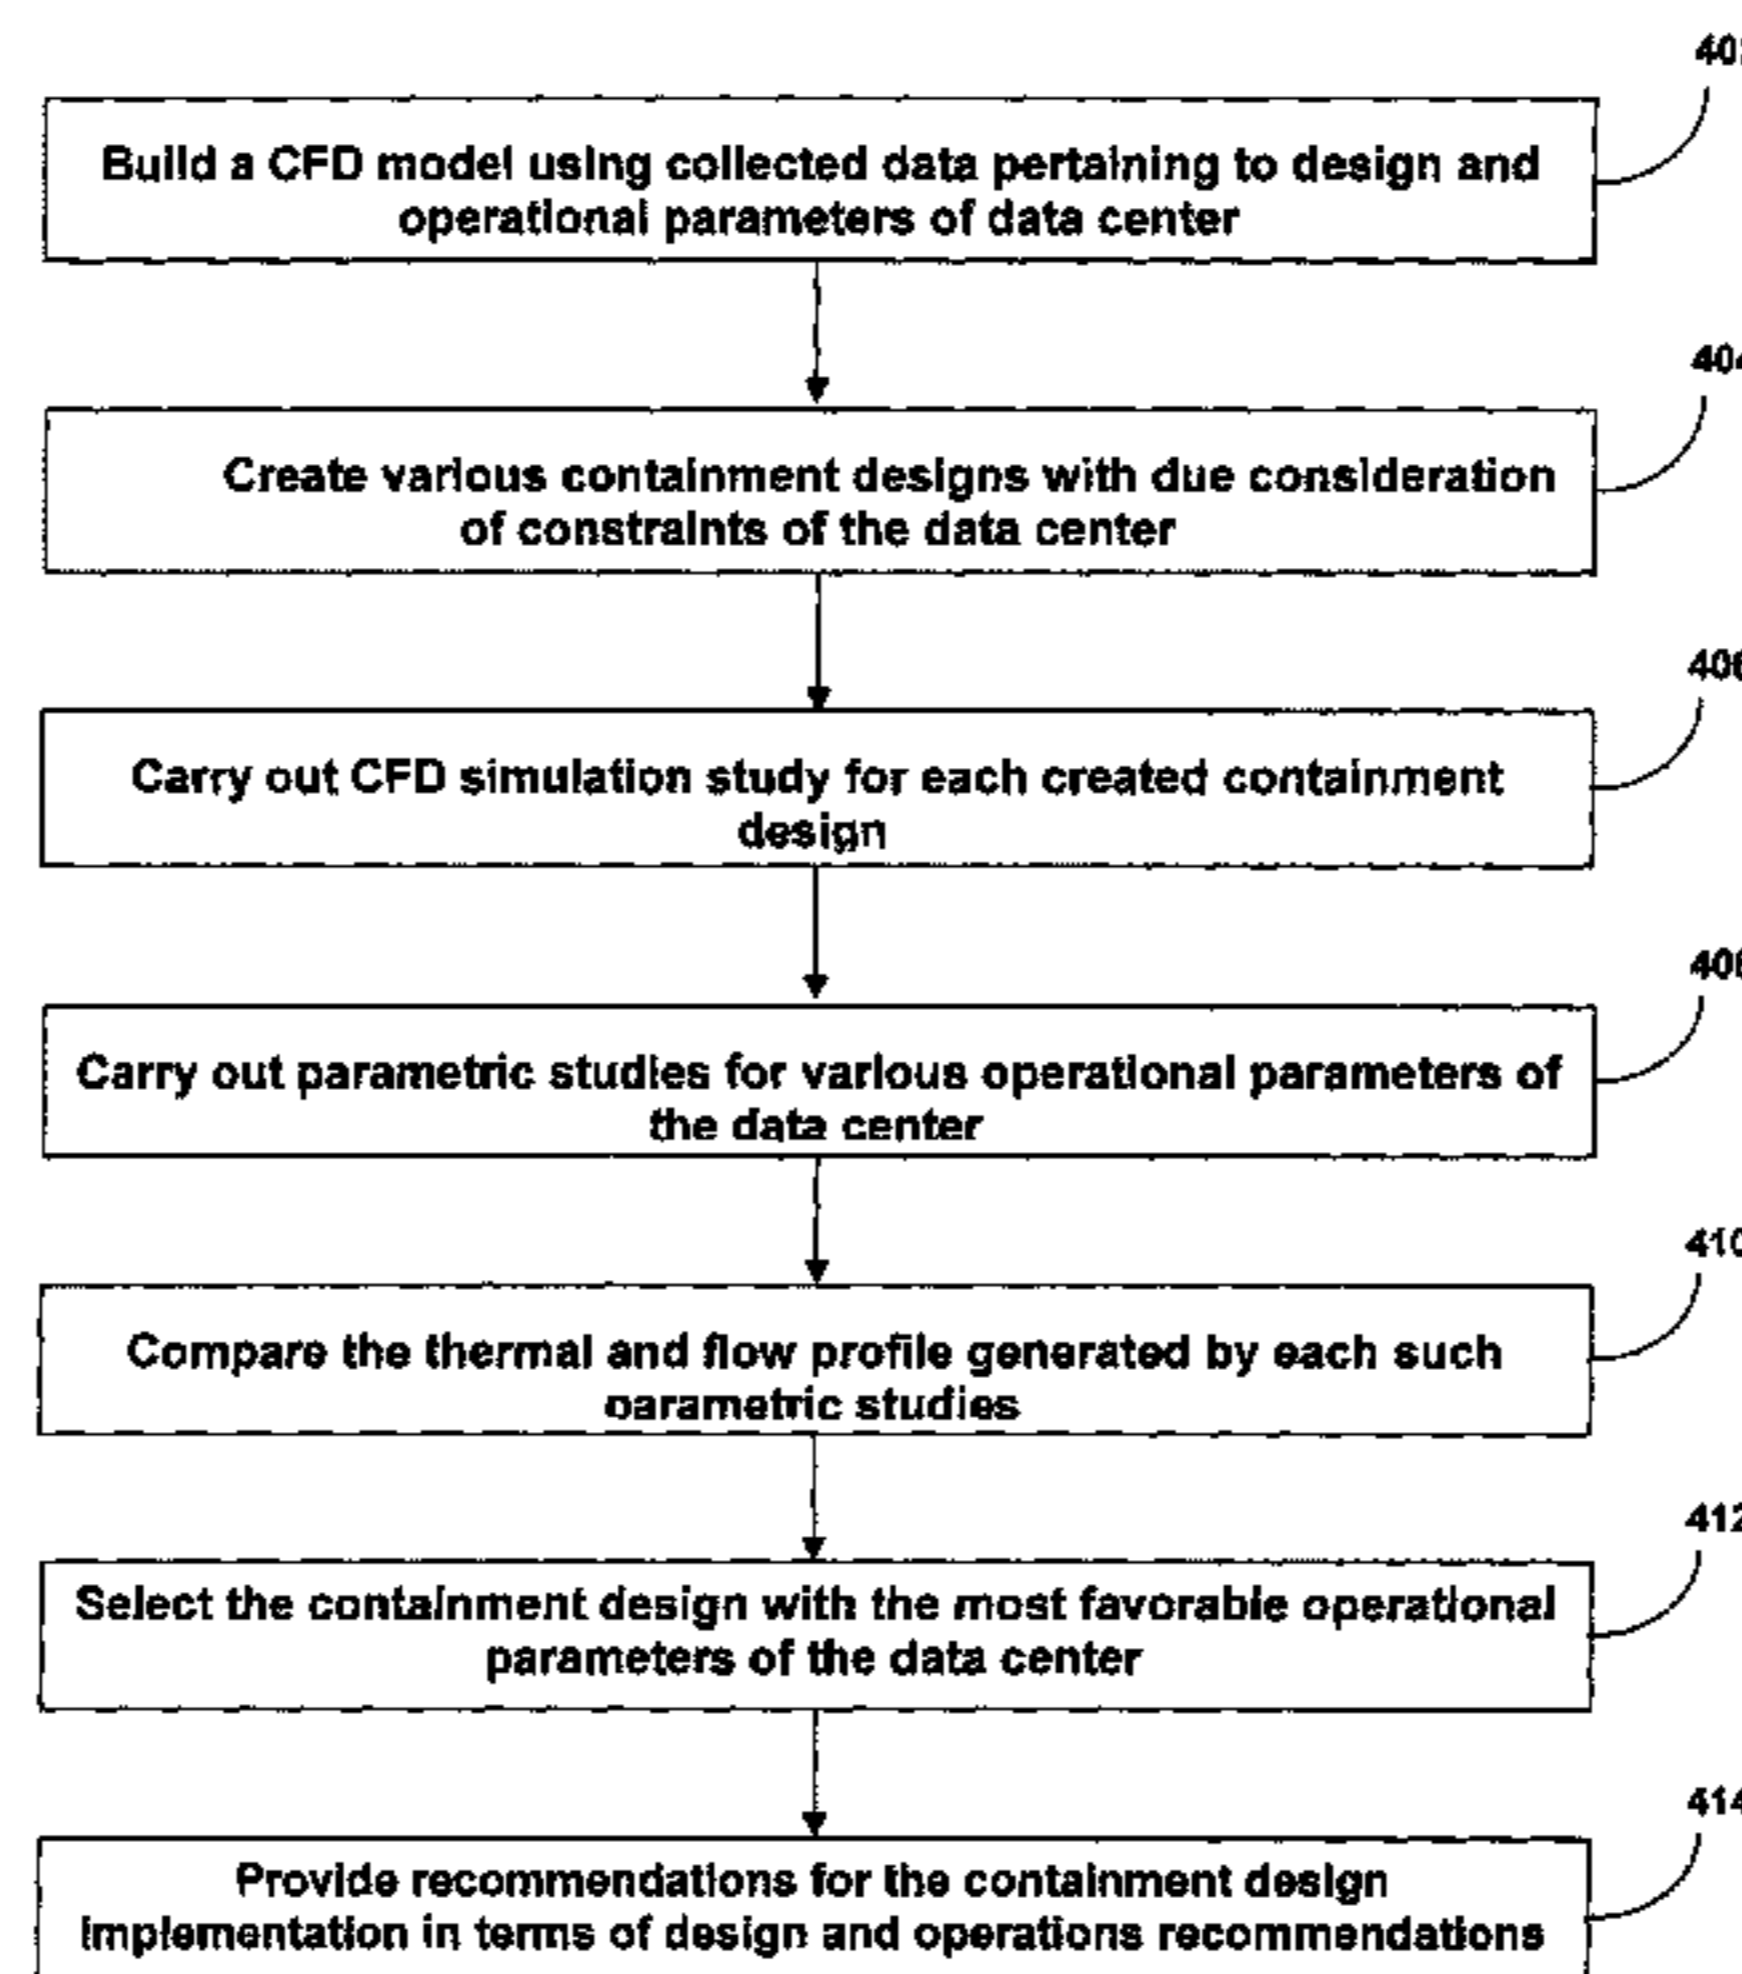 402
Build a CFD model using collected data pertaining to design and
operational parameters of data center
404
Create various containment designs with due consideration
of constraints of the data center
406
Carry out CFD simulation study for each created containment
design
408
Carry out parametric studies for various operational parameters of
the data center
410
Compare the thermal and flow profile generated by each such
parametric studies
412
Select the containment design with the most favorable operational
parameters of the data center
414
Provide recommendations for the containment design
implementation in terms of design and operations recommendations